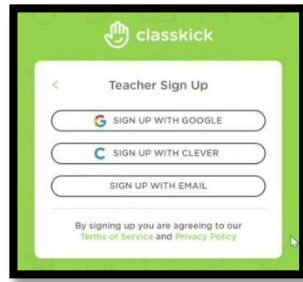 classkick
Teacher Sign Up
SIGN UP WITH GOOGLE
SIGN UP WITH CLEVER
SIGN UP WITH EMAIL
By signing up you are agreeing to our
Terms of Service and Privacy Policy